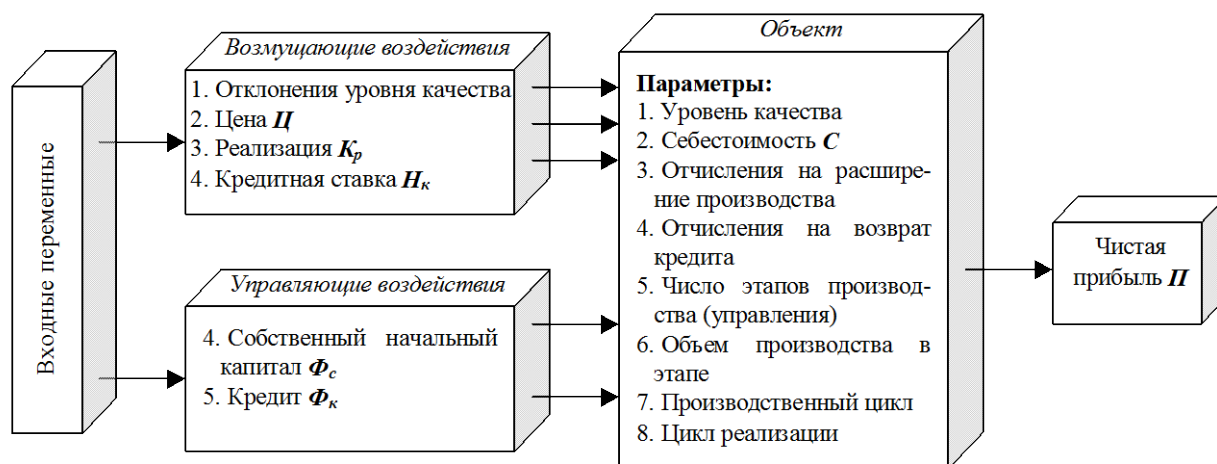 Входные переменные
Возмущающие воздействия
1. Отклонения уровня качества
2. Цена Ц
3. Реализация Кр
4. Кредитная ставка Нк
Управляющие воздействия
4. Собственный начальный
капитал Фс
5. Кредит Фк
Объект
Параметры:
1. Уровень качества
2. Себестоимость С
3. Отчисления на расшире-
ние производства
4. Отчисления на возврат
кредита
5. Число этапов производ-
ства (управления)
6. Объем производства в
этапе
7. Производственный цикл
8. Цикл реализации
Чистая
прибыль П